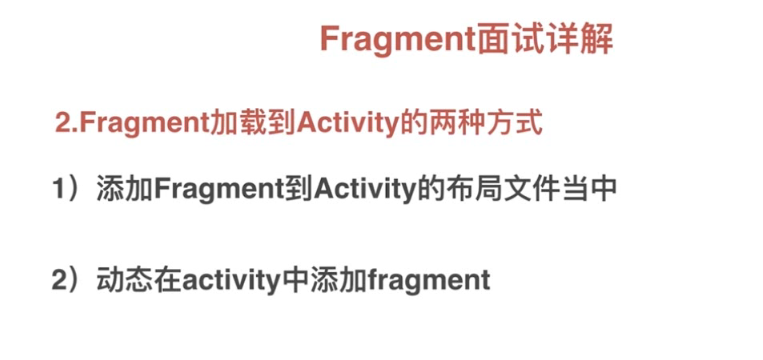 Fragment面试详解
2.Fragment加载到Activity的两种方式
1）添加Fragment到Activity的布局文件当中
2）动态在activity中添加fragment